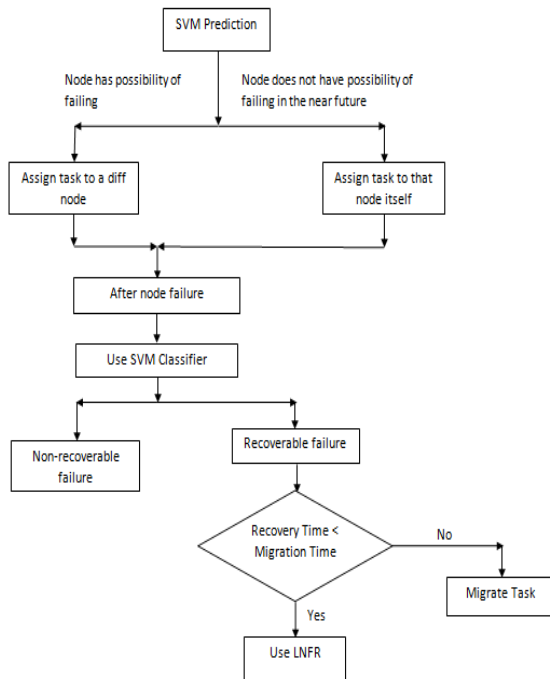 SVM Prediction
Node has possibility of
failing
Node does not have possibility of
failing in the near future
Assign task to a diff
node
Assign task to that
node itself
After node failure
Use SVM Classifier
Non-recoverable
failure
Recoverable failure
Recovery Time <
Migration Time
No
Migrate Task
Yes
Use LNFR